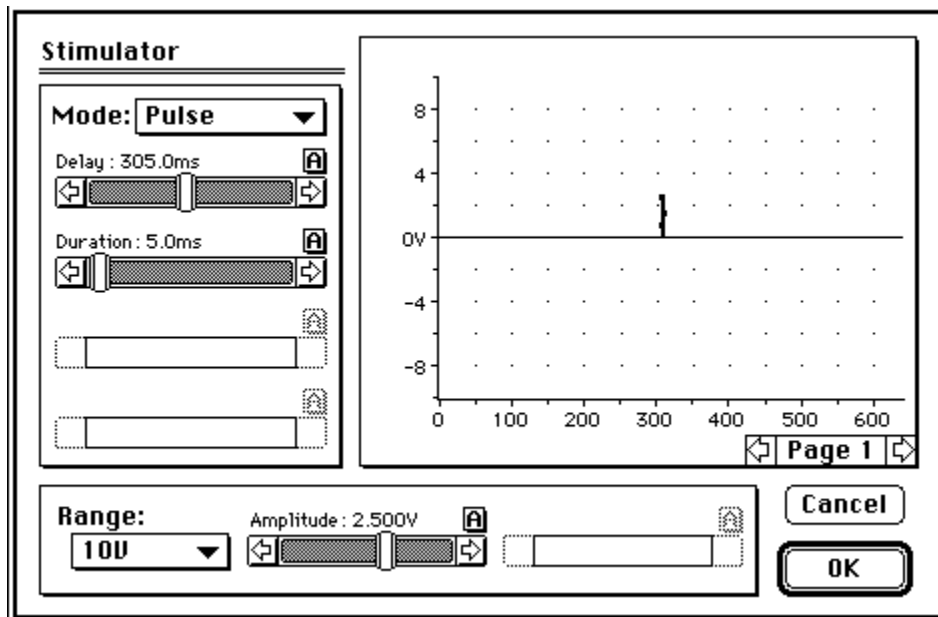 Stimulator
Mode: Pulse
Delay : 305.0ms
A
Duration : 5.0ms
A
A
A
8
4
0V
-4
-8
0 100 200 300 400 500 600
Page 1
Range:
10V
Amplitude : 2.500V
A
A
Cancel
OK